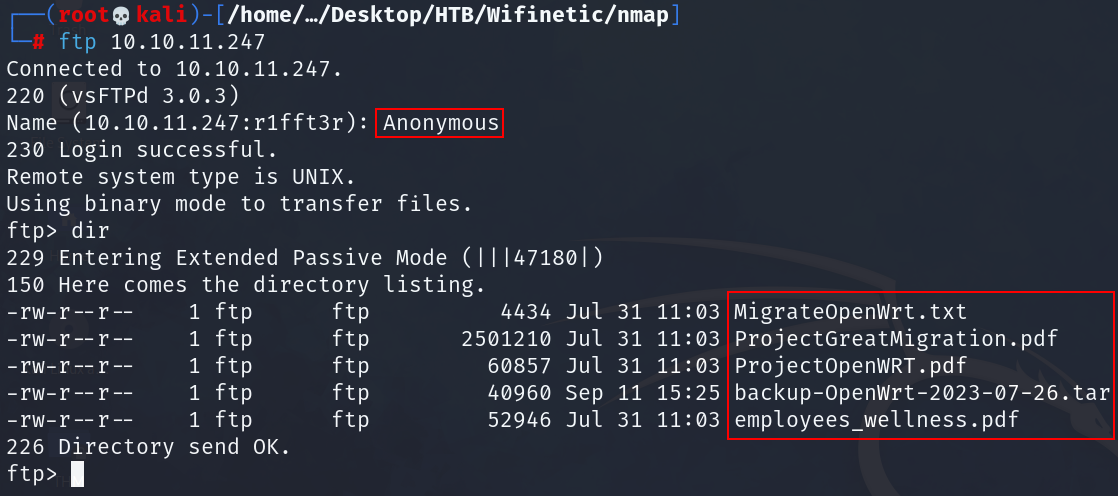 ┌──(root💀kali)-[/home/…/Desktop/HTB/Wifinetic/nmap]
└─# ftp 10.10.11.247
Connected to 10.10.11.247.
220 (vsFTPd 3.0.3)
Name (10.10.11.247:r1fft3r): Anonymous
230 Login successful.
Remote system type is UNIX.
Using binary mode to transfer files.
ftp> dir
229 Entering Extended Passive Mode (|||47180|)
150 Here comes the directory listing.
-rw-r--r--    1 ftp      ftp          4434 Jul 31 11:03 MigrateOpenWrt.txt
-rw-r--r--    1 ftp      ftp       2501210 Jul 31 11:03 ProjectGreatMigration.pdf
-rw-r--r--    1 ftp      ftp         60857 Jul 31 11:03 ProjectOpenWRT.pdf
-rw-r--r--    1 ftp      ftp         40960 Sep 11 15:25 backup-OpenWrt-2023-07-26.tar
-rw-r--r--    1 ftp      ftp         52946 Jul 31 11:03 employees_wellness.pdf
226 Directory send OK.
ftp>